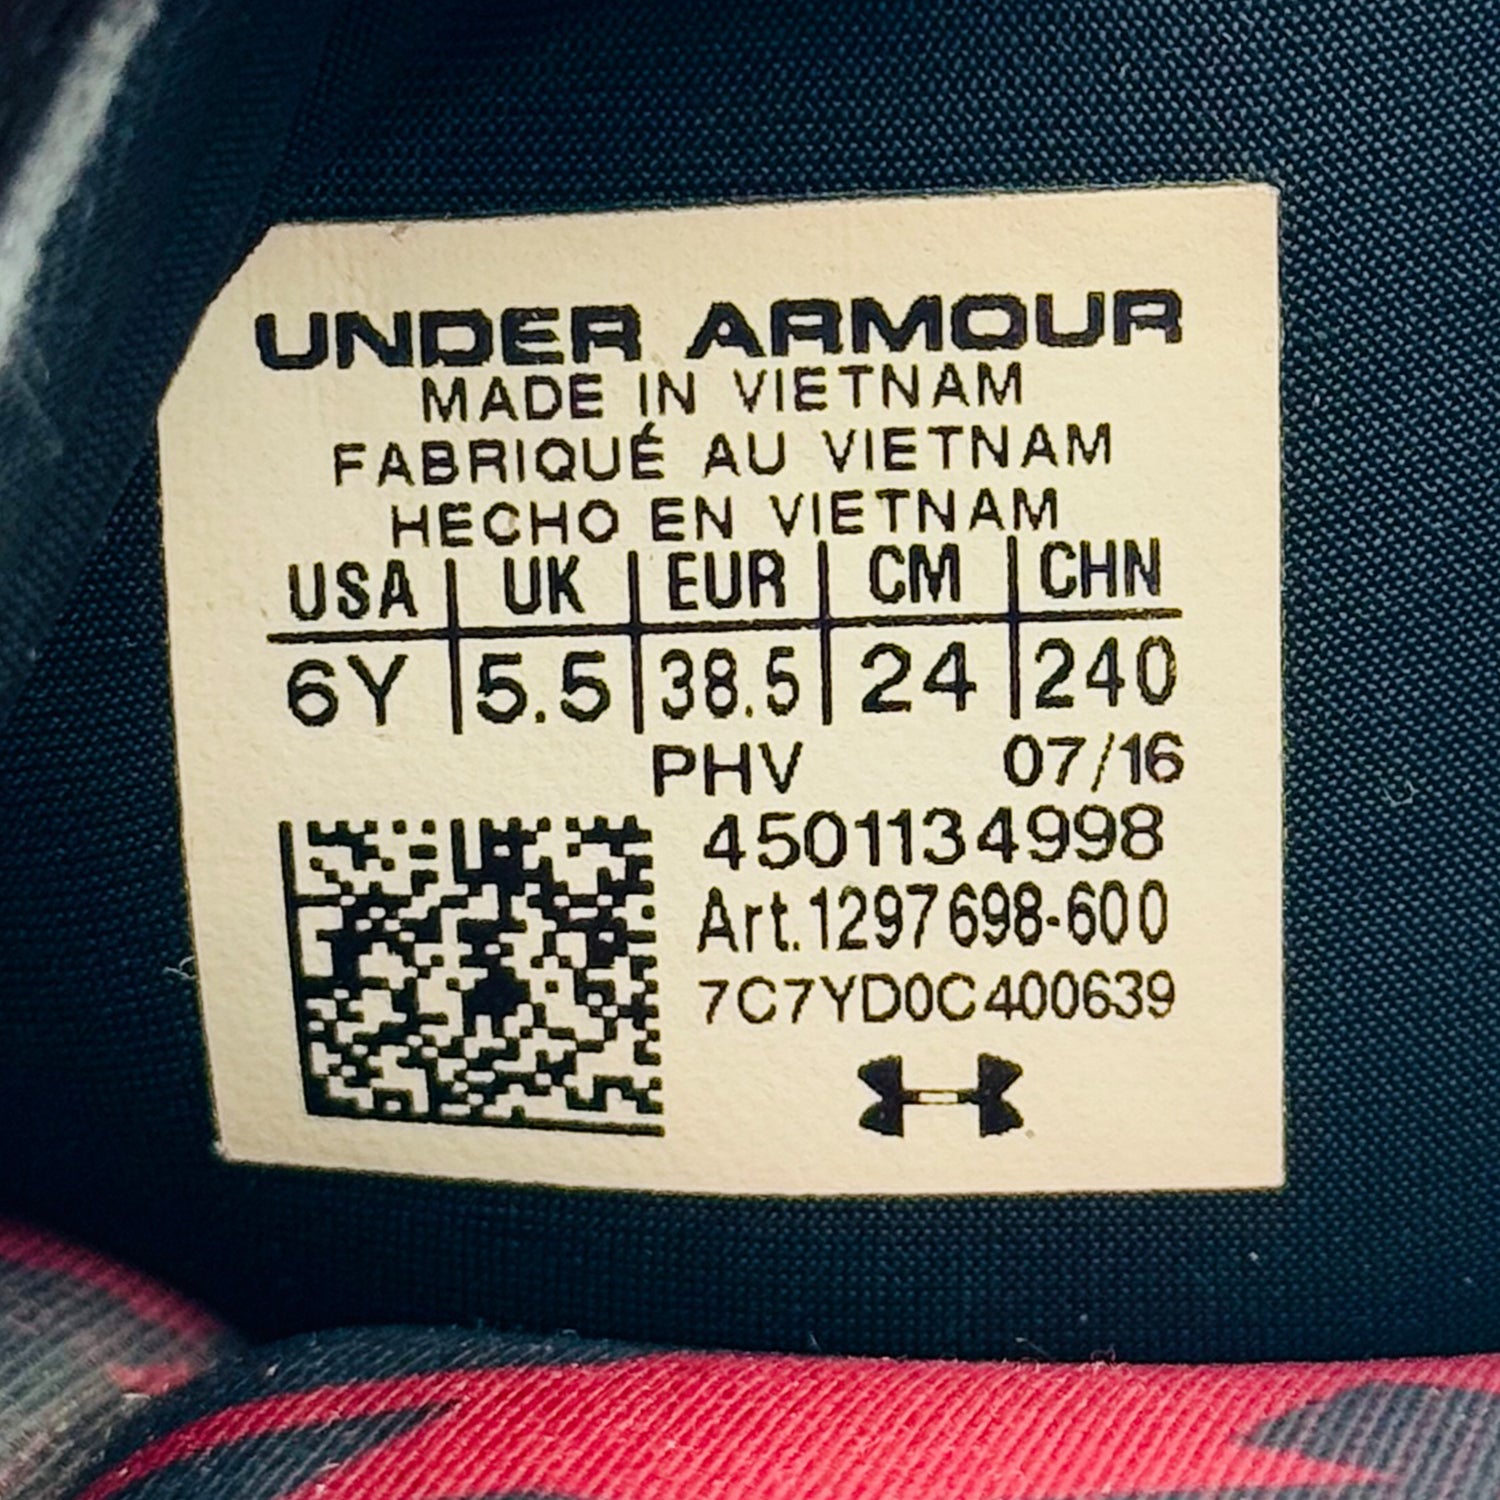 UNDER ARMOUR
MADE IN VIETNAM
FABRIQUÉ AU VIETNAM
HECHO EN VIETNAM
USA | UK | EUR | CM | CHN
6Y | 5.5 | 38.5 | 24 | 240
PHV 07/16
4501134998
Art.1297698-600
7C7YD0C400639